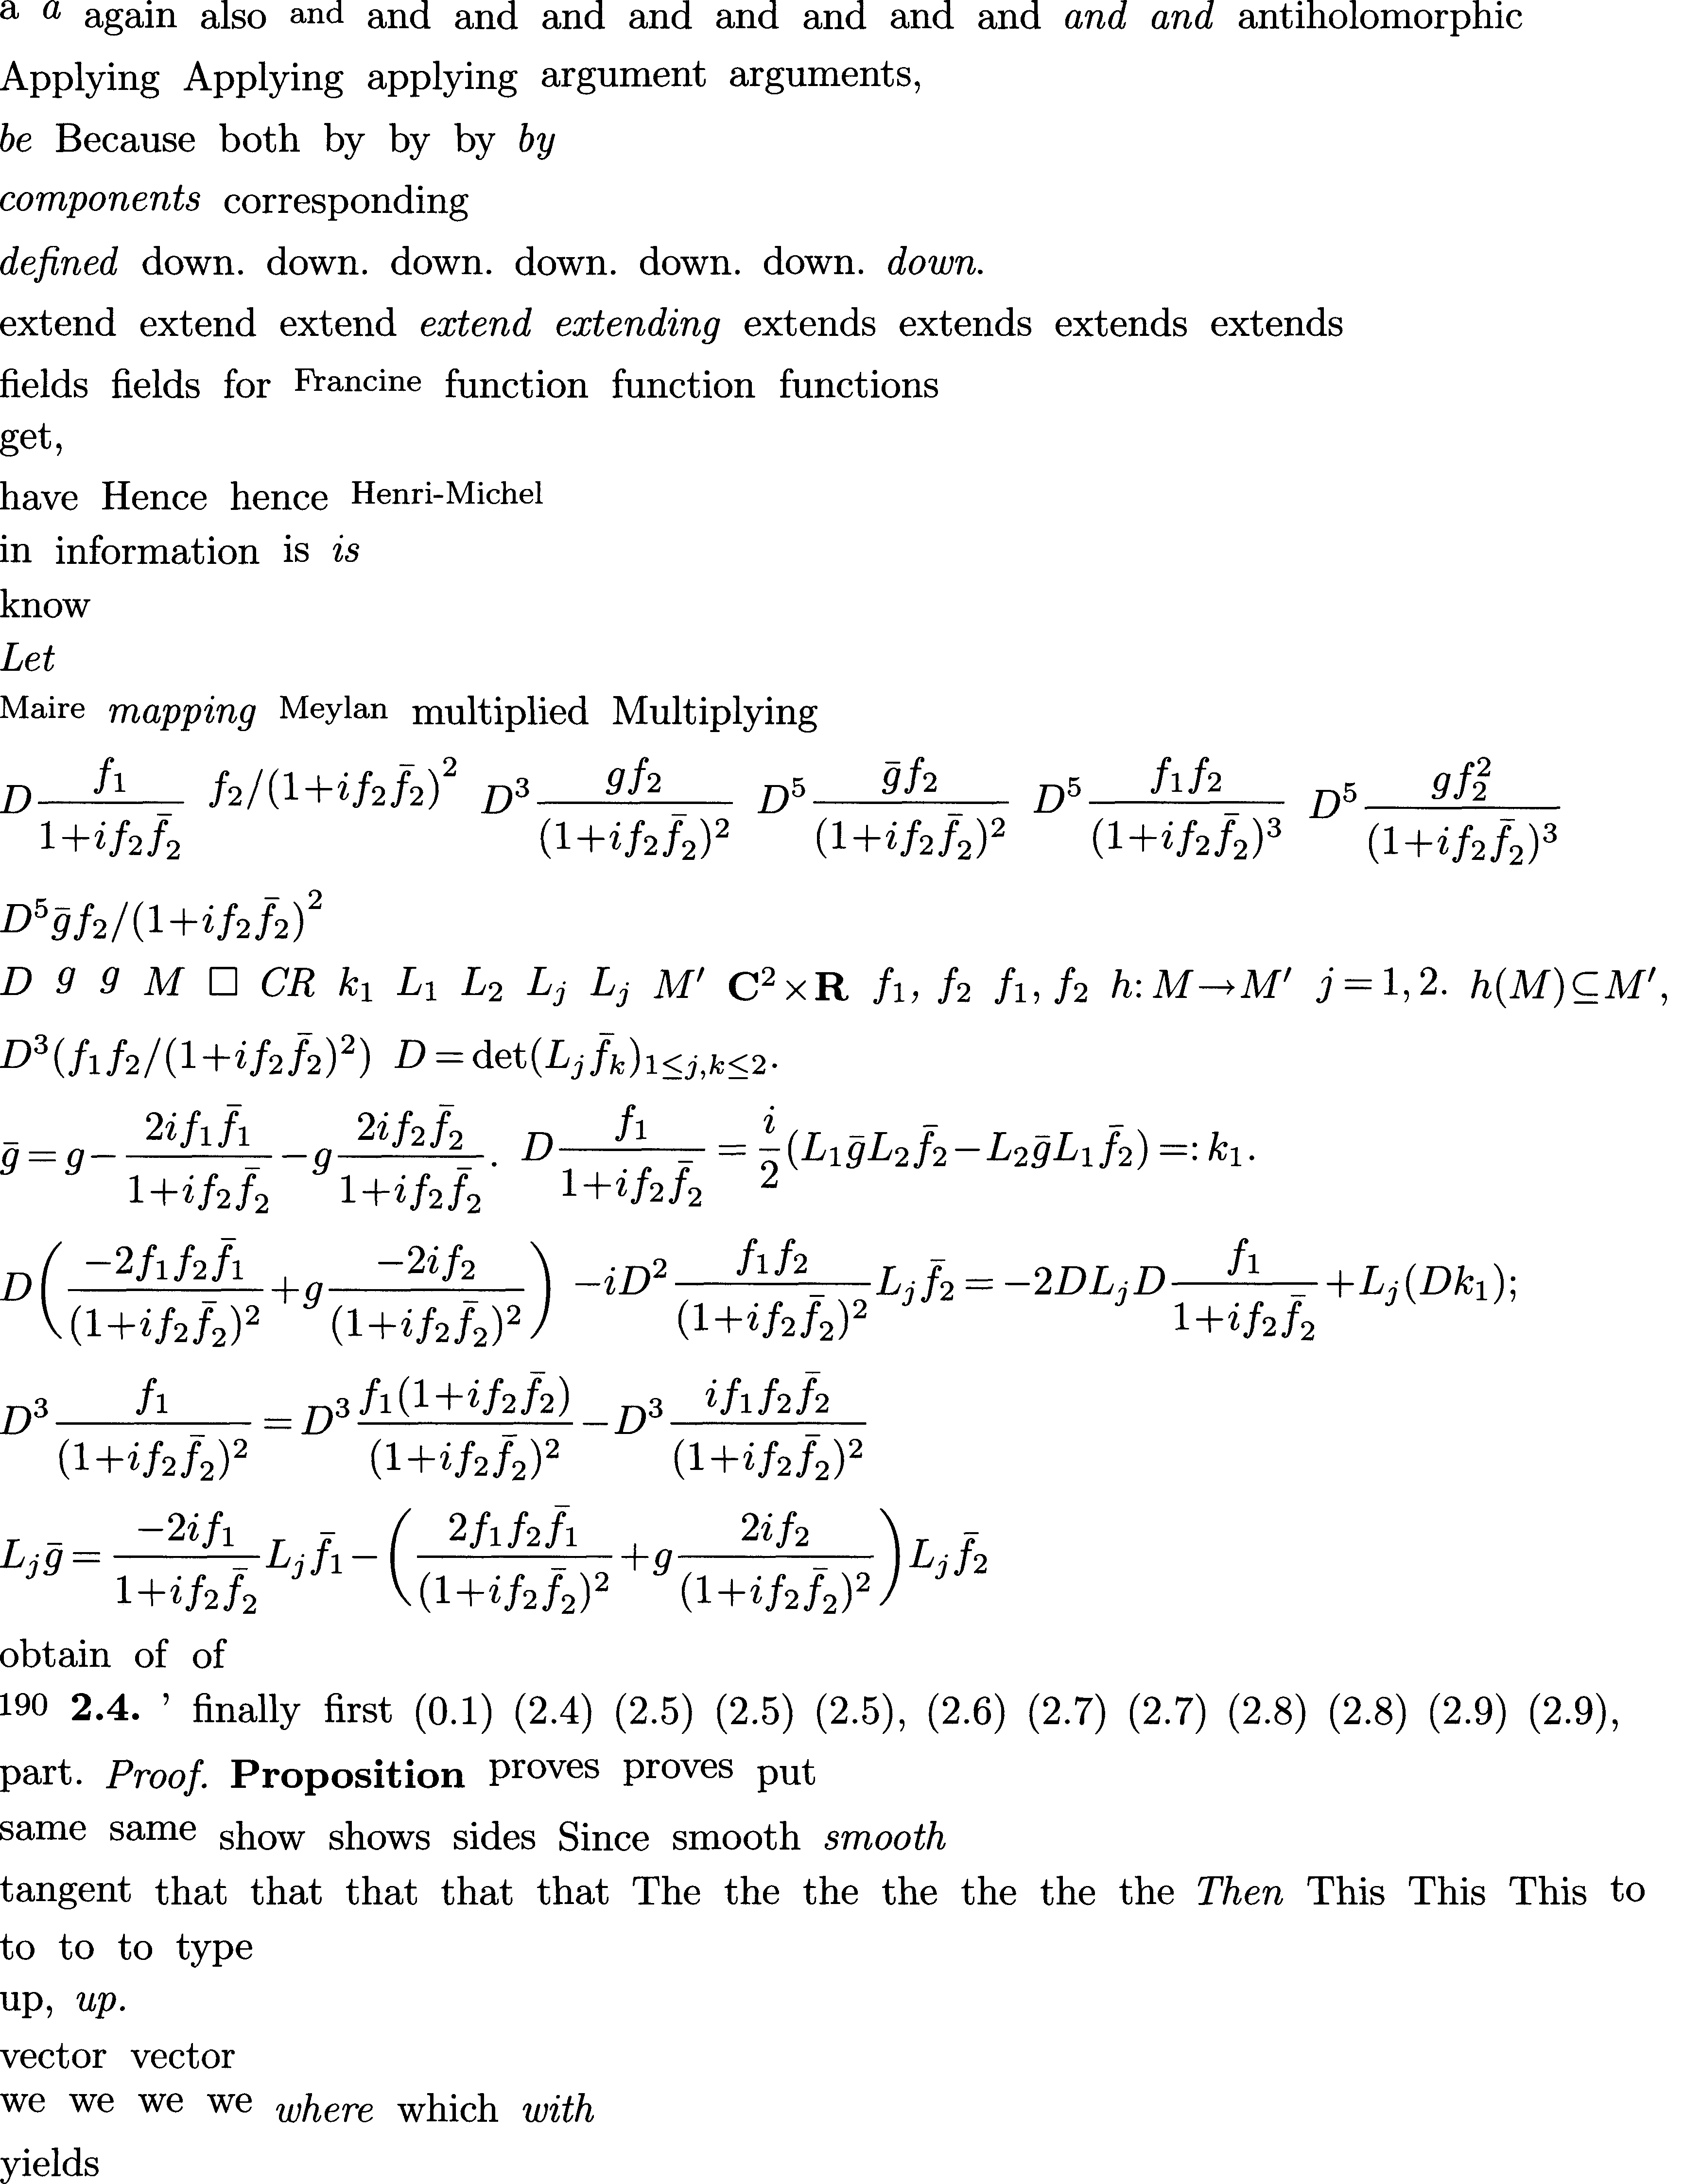 a a again also and and and and and and and and and and and antiholomorphic
Applying Applying applying argument arguments,
be Because both by by by by
components corresponding
defined down. down. down. down. down. down. down.
extend extend extend extend extending extends extends extends extends
fields fields for Francine function function functions
get,
have Hence hence Henri-Michel
in information is is
know
Let
Maire mapping Meylan multiplied Multiplying
D\frac{f_1}{1+if_2\bar{f}_2} f_2/(1+if_2\bar{f}_2)^2 D^3\frac{gf_2}{(1+if_2\bar{f}_2)^2} D^5\frac{\bar{g}f_2}{(1+if_2\bar{f}_2)^2} D^5\frac{f_1f_2}{(1+if_2\bar{f}_2)^3} D^5\frac{gf_2^2}{(1+if_2\bar{f}_2)^3}
D^5\bar{g}f_2/(1+if_2\bar{f}_2)^2
D g g M □ CR k_1 L_1 L_2 L_j L_j M′ C^2×R f_1, f_2 f_1, f_2 h: M→M′ j=1,2. h(M)⊆M′,
D^3(f_1f_2/(1+if_2\bar{f}_2)^2) D=det(L_j\bar{f}_k)_{1≤j,k≤2}.
\bar{g}=g-\frac{2if_1\bar{f}_1}{1+if_2\bar{f}_2}-g\frac{2if_2\bar{f}_2}{1+if_2\bar{f}_2}. D\frac{f_1}{1+if_2\bar{f}_2}=\frac{i}{2}(L_1\bar{g}L_2\bar{f}_2-L_2\bar{g}L_1\bar{f}_2)=:k_1.
D\left(\frac{-2f_1f_2\bar{f}_1}{(1+if_2\bar{f}_2)^2}+g\frac{-2if_2}{(1+if_2\bar{f}_2)^2}\right) -iD^2\frac{f_1f_2}{(1+if_2\bar{f}_2)^2}L_j\bar{f}_2=-2DL_jD\frac{f_1}{1+if_2\bar{f}_2}+L_j(Dk_1);
D^3\frac{f_1}{(1+if_2\bar{f}_2)^2}=D^3\frac{f_1(1+if_2\bar{f}_2)}{(1+if_2\bar{f}_2)^2}-D^3\frac{if_1f_2\bar{f}_2}{(1+if_2\bar{f}_2)^2}
L_j\bar{g}=\frac{-2if_1}{1+if_2\bar{f}_2}L_j\bar{f}_1-\left(\frac{2f_1f_2\bar{f}_1}{(1+if_2\bar{f}_2)^2}+g\frac{2if_2}{(1+if_2\bar{f}_2)^2}\right)L_j\bar{f}_2
obtain of of
190 2.4. ’ finally first (0.1) (2.4) (2.5) (2.5) (2.5), (2.6) (2.7) (2.7) (2.8) (2.8) (2.9) (2.9),
part. Proof. Proposition proves proves put
same same show shows sides Since smooth smooth
tangent that that that that that The the the the the the the Then This This This to
to to to type
up, up.
vector vector
we we we we where which with
yields